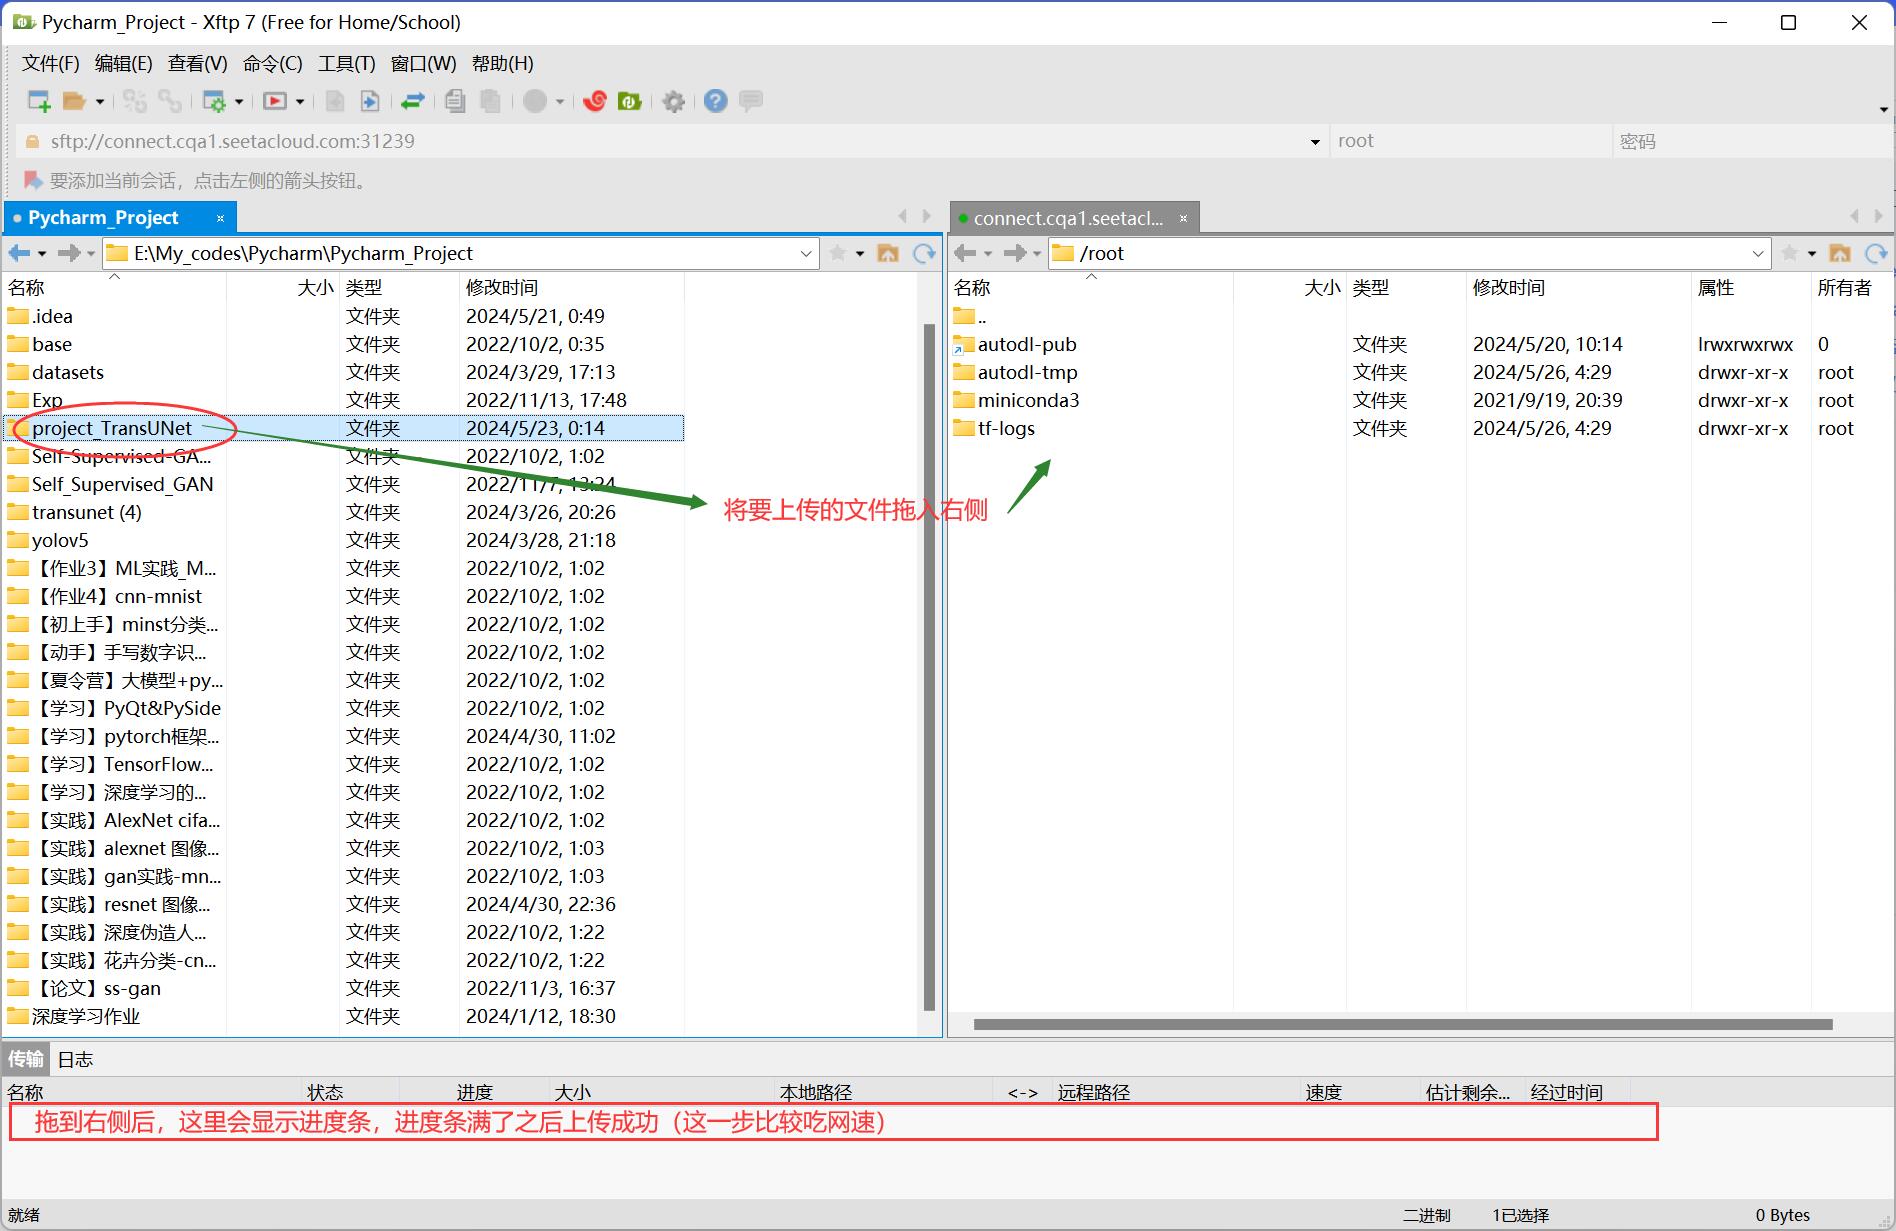 Pycharm_Project - Xftp 7 (Free for Home/School)
文件(F) 编辑(E) 查看(V) 命令(C) 工具(T) 窗口(W) 帮助(H)
sftp://connect.cqa1.seetacloud.com:31239 root 密码
要添加当前会话，点击左侧的箭头按钮。
Pycharm_Project
E:\My_codes\Pycharm\Pycharm_Project
名称 大小 类型 修改时间
.idea 文件夹 2024/5/21, 0:49
base 文件夹 2022/10/2, 0:35
datasets 文件夹 2024/3/29, 17:13
Exp 文件夹 2022/11/13, 17:48
project_TransUNet 文件夹 2024/5/23, 0:14
Self-Supervised-GA... 文件夹 2022/10/2, 1:02
Self_Supervised_GAN 文件夹 2022/11/7, 13:24
transunet (4) 文件夹 2024/3/26, 20:26
yolov5 文件夹 2024/3/28, 21:18
【作业3】ML实践_M... 文件夹 2022/10/2, 1:02
【作业4】cnn-mnist 文件夹 2022/10/2, 1:02
【初上手】minst分类... 文件夹 2022/10/2, 1:02
【动手】手写数字识... 文件夹 2022/10/2, 1:02
【夏令营】大模型+py... 文件夹 2022/10/2, 1:02
【学习】PyQt&PySide 文件夹 2022/10/2, 1:02
【学习】pytorch框架... 文件夹 2024/4/30, 11:02
【学习】TensorFlow... 文件夹 2022/10/2, 1:02
【学习】深度学习的... 文件夹 2022/10/2, 1:02
【实践】AlexNet cifa... 文件夹 2022/10/2, 1:02
【实践】alexnet 图像... 文件夹 2022/10/2, 1:03
【实践】gan实践-mn... 文件夹 2022/10/2, 1:03
【实践】resnet 图像... 文件夹 2024/4/30, 22:36
【实践】深度伪造人... 文件夹 2022/10/2, 1:22
【实践】花卉分类-cn... 文件夹 2022/10/2, 1:22
【论文】ss-gan 文件夹 2022/11/3, 16:37
深度学习作业 文件夹 2024/1/12, 18:30
将要上传的文件拖入右侧
connect.cqa1.seetacl...
/root
名称 大小 类型 修改时间 属性 所有者
..
autodl-pub 文件夹 2024/5/20, 10:14 lrwxrwxrwx 0
autodl-tmp 文件夹 2024/5/26, 4:29 drwxr-xr-x root
miniconda3 文件夹 2021/9/19, 20:39 drwxr-xr-x root
tf-logs 文件夹 2024/5/26, 4:29 drwxr-xr-x root
传输 日志
名称 状态 进度 大小 本地路径 <-> 远程路径 速度 估计剩余... 经过时间
拖到右侧后，这里会显示进度条，进度条满了之后上传成功（这一步比较吃网速）
就绪 二进制 1已选择 0 Bytes